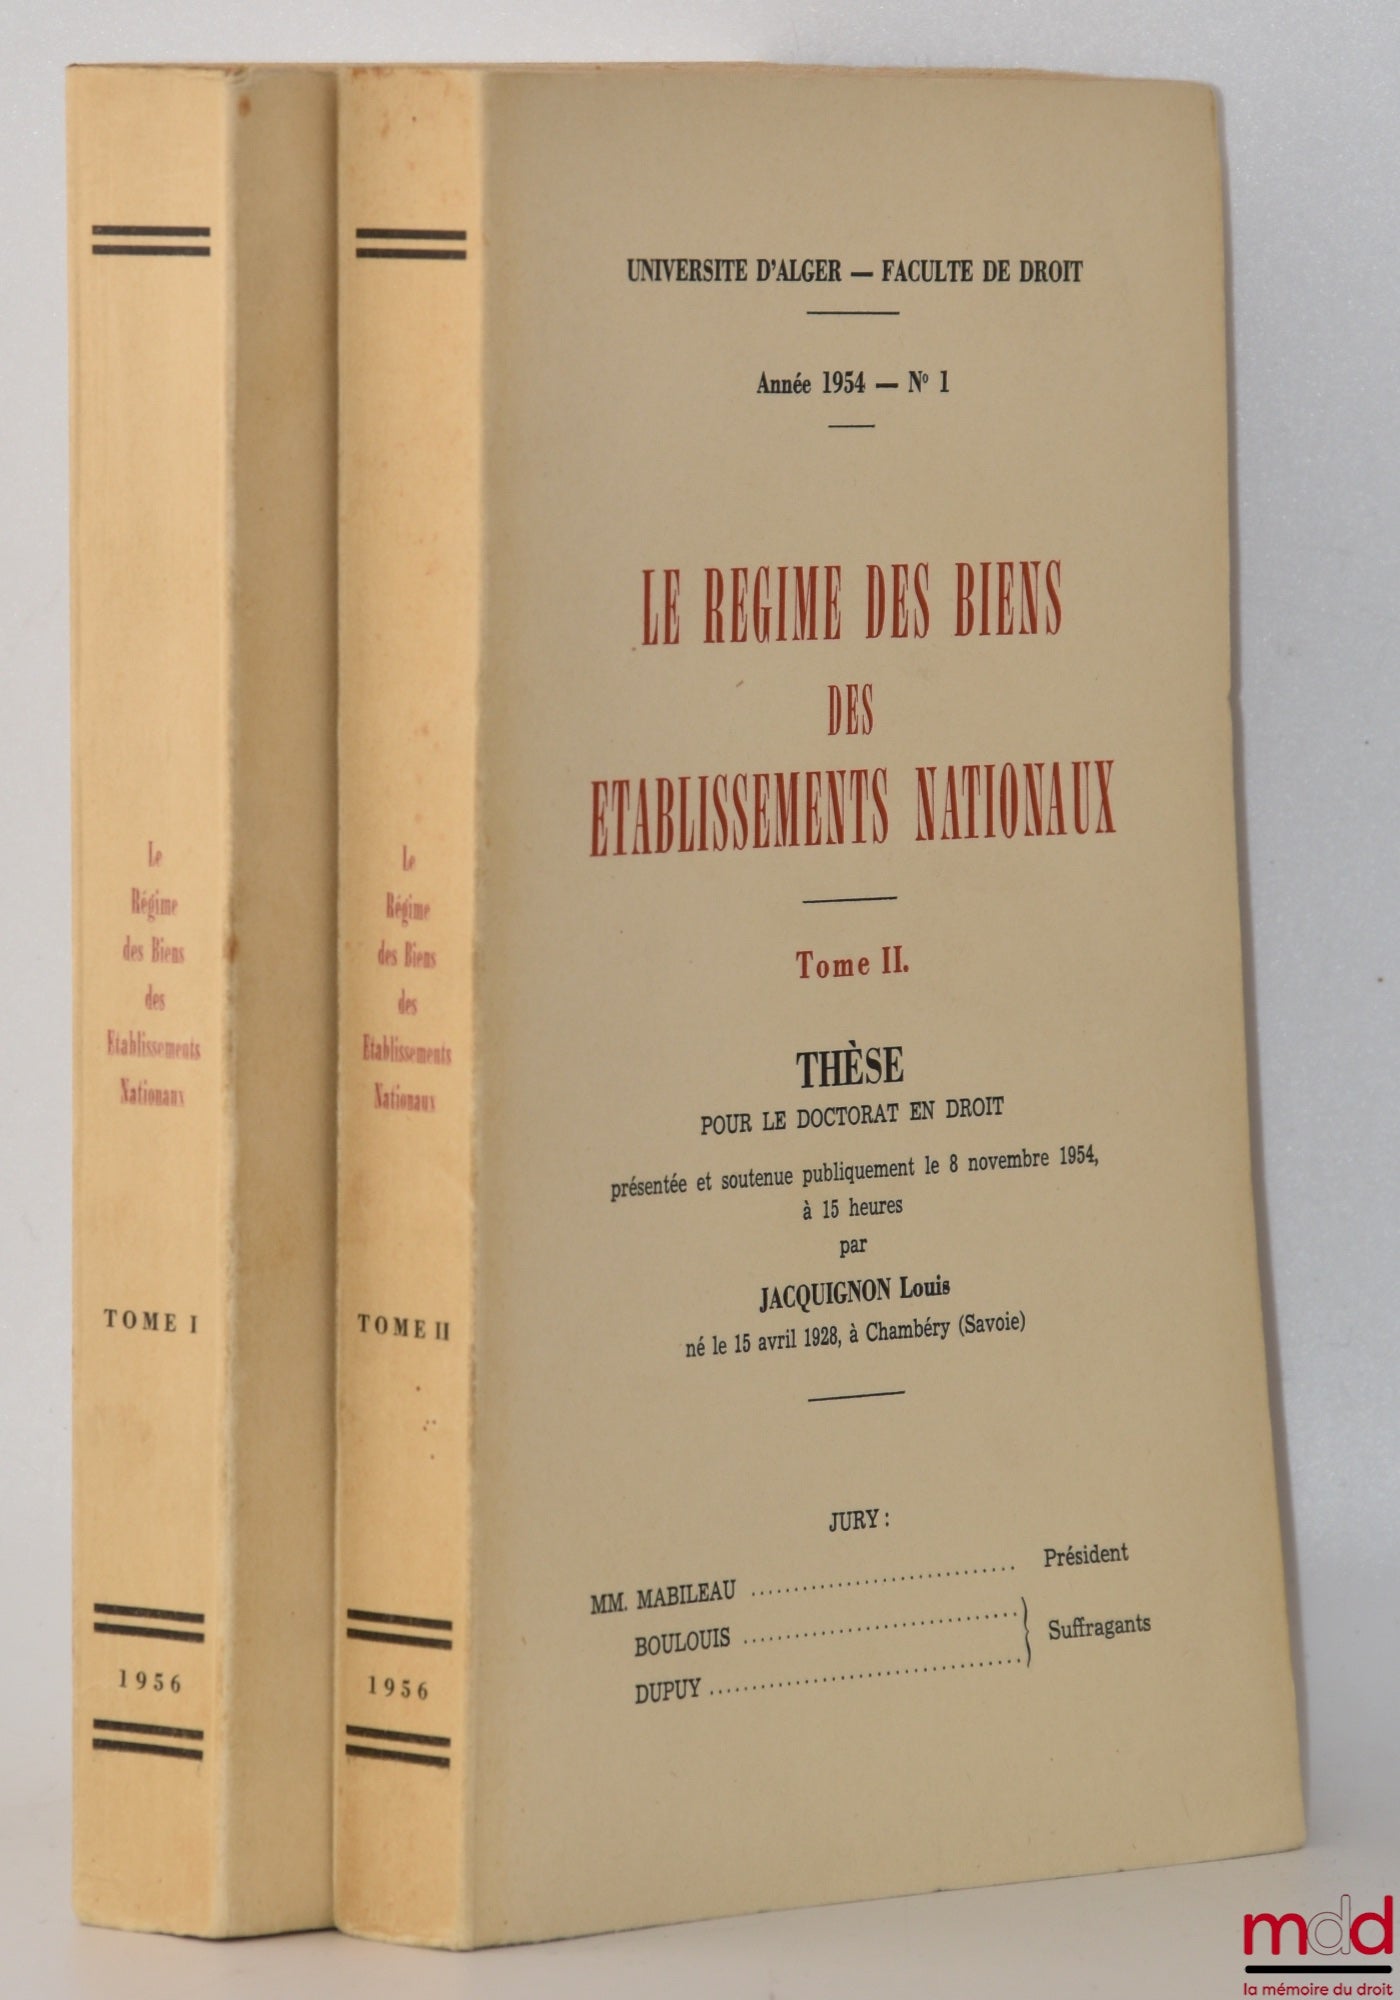 Le
Régime
des Biens
des
Etablissements
Nationaux
TOME I
1956
Le
Régime
des Biens
des
Etablissements
Nationaux
TOME II
1956
UNIVERSITE D'ALGER — FACULTE DE DROIT
Année 1954 — Nº 1
LE REGIME DES BIENS
DES
ETABLISSEMENTS NATIONAUX
Tome II.
THÈSE
POUR LE DOCTORAT EN DROIT
présentée et soutenue publiquement le 8 novembre 1954,
à 15 heures
par
JACQUIGNON Louis
né le 15 avril 1928, à Chambéry (Savoie)
JURY :
MM. MABILEAU ................................ Président
BOULOUIS ................................
DUPUY ................................ } Suffragants
mdd
la mémoire du droit